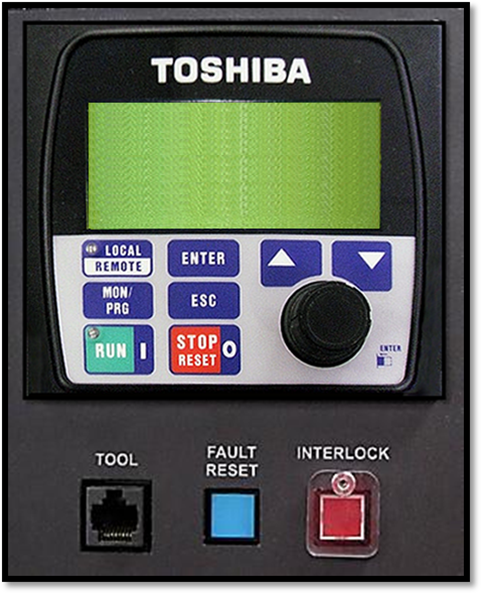 TOSHIBA
LOCAL
REMOTE
ENTER
MON/
PRG
ESC
RUN I
STOP
RESET O
ENTER
TOOL
FAULT
RESET
INTERLOCK